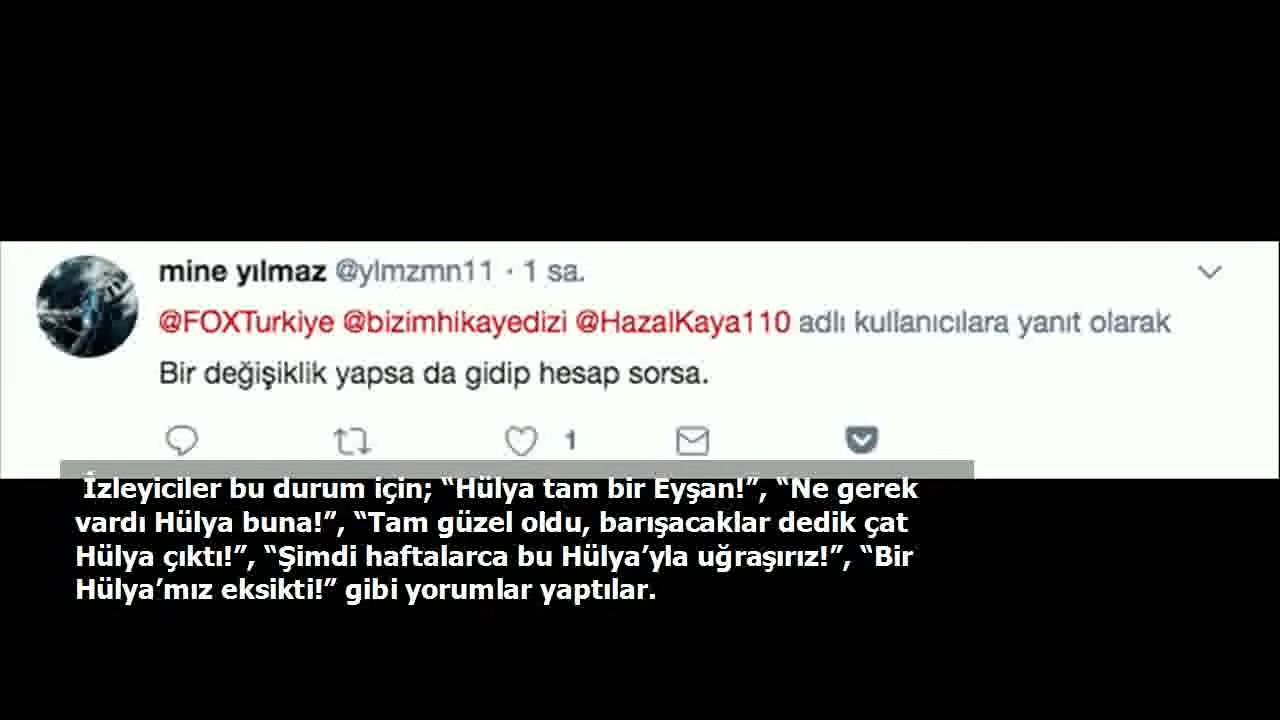 mine yılmaz @ylmzmn11 · 1 sa.
@FOXTurkiye @bizimhikayedizi @HazalKaya110 adlı kullanıcılara yanıt olarak
Bir değişiklik yapsa da gidip hesap sorsa.
1
İzleyiciler bu durum için; “Hülya tam bir Eyşan!”, “Ne gerek
vardı Hülya buna!”, “Tam güzel oldu, barışacaklar dedik çat
Hülya çıktı!”, “Şimdi haftalarca bu Hülya’yla uğraşırız!”, “Bir
Hülya’mız eksikti!” gibi yorumlar yaptılar.